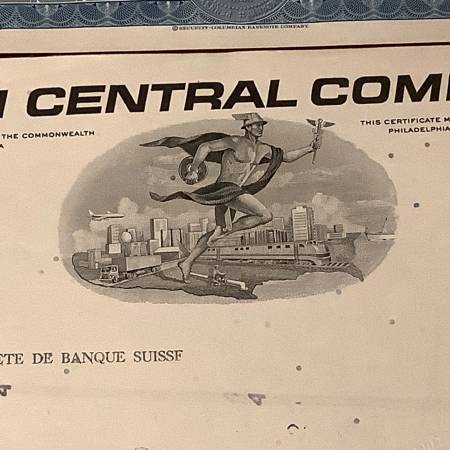 © SECURITY-COLUMBIAN BANKNOTE COMPANY
CENTRAL COM
THE COMMONWEALTH
THIS CERTIFICATE M
PHILADELPHIA
ETE DE BANQUE SUISSE